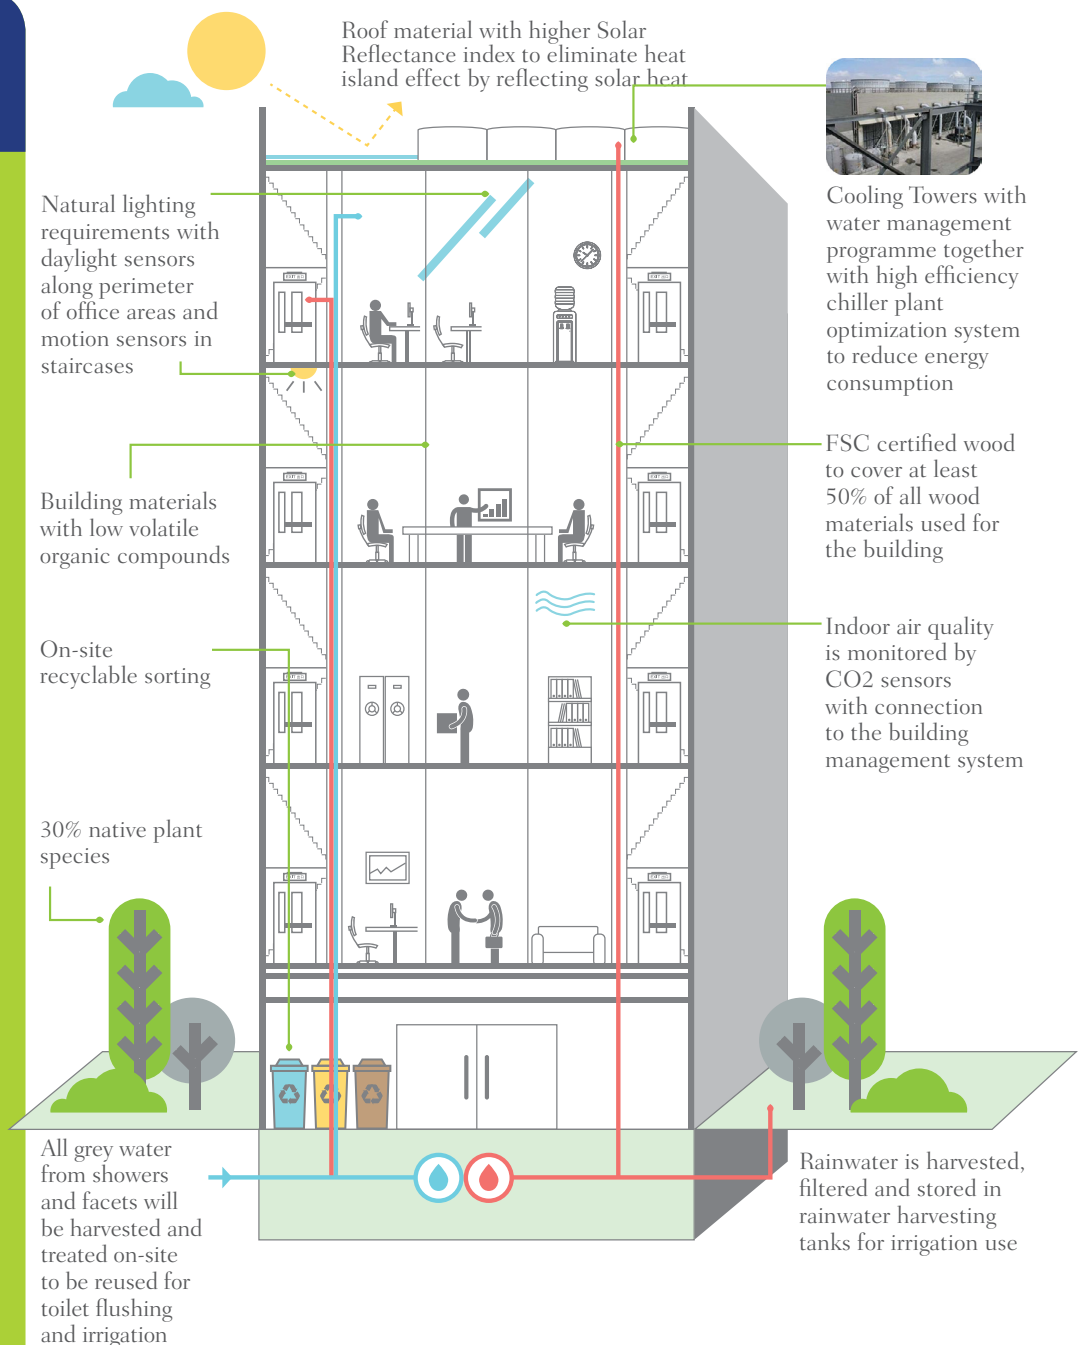 Roof material with higher Solar
Reflectance index to eliminate heat
island effect by reflecting solar heat
Natural lighting
requirements with
daylight sensors
along perimeter
of office areas and
motion sensors in
staircases
Cooling Towers with
water management
programme together
with high efficiency
chiller plant
optimization system
to reduce energy
consumption
Building materials
with low volatile
organic compounds
FSC certified wood
to cover at least
50% of all wood
materials used for
the building
On-site
recyclable sorting
Indoor air quality
is monitored by
CO2 sensors
with connection
to the building
management system
30% native plant
species
All grey water
from showers
and facets will
be harvested and
treated on-site
to be reused for
toilet flushing
and irrigation
Rainwater is harvested,
filtered and stored in
rainwater harvesting
tanks for irrigation use